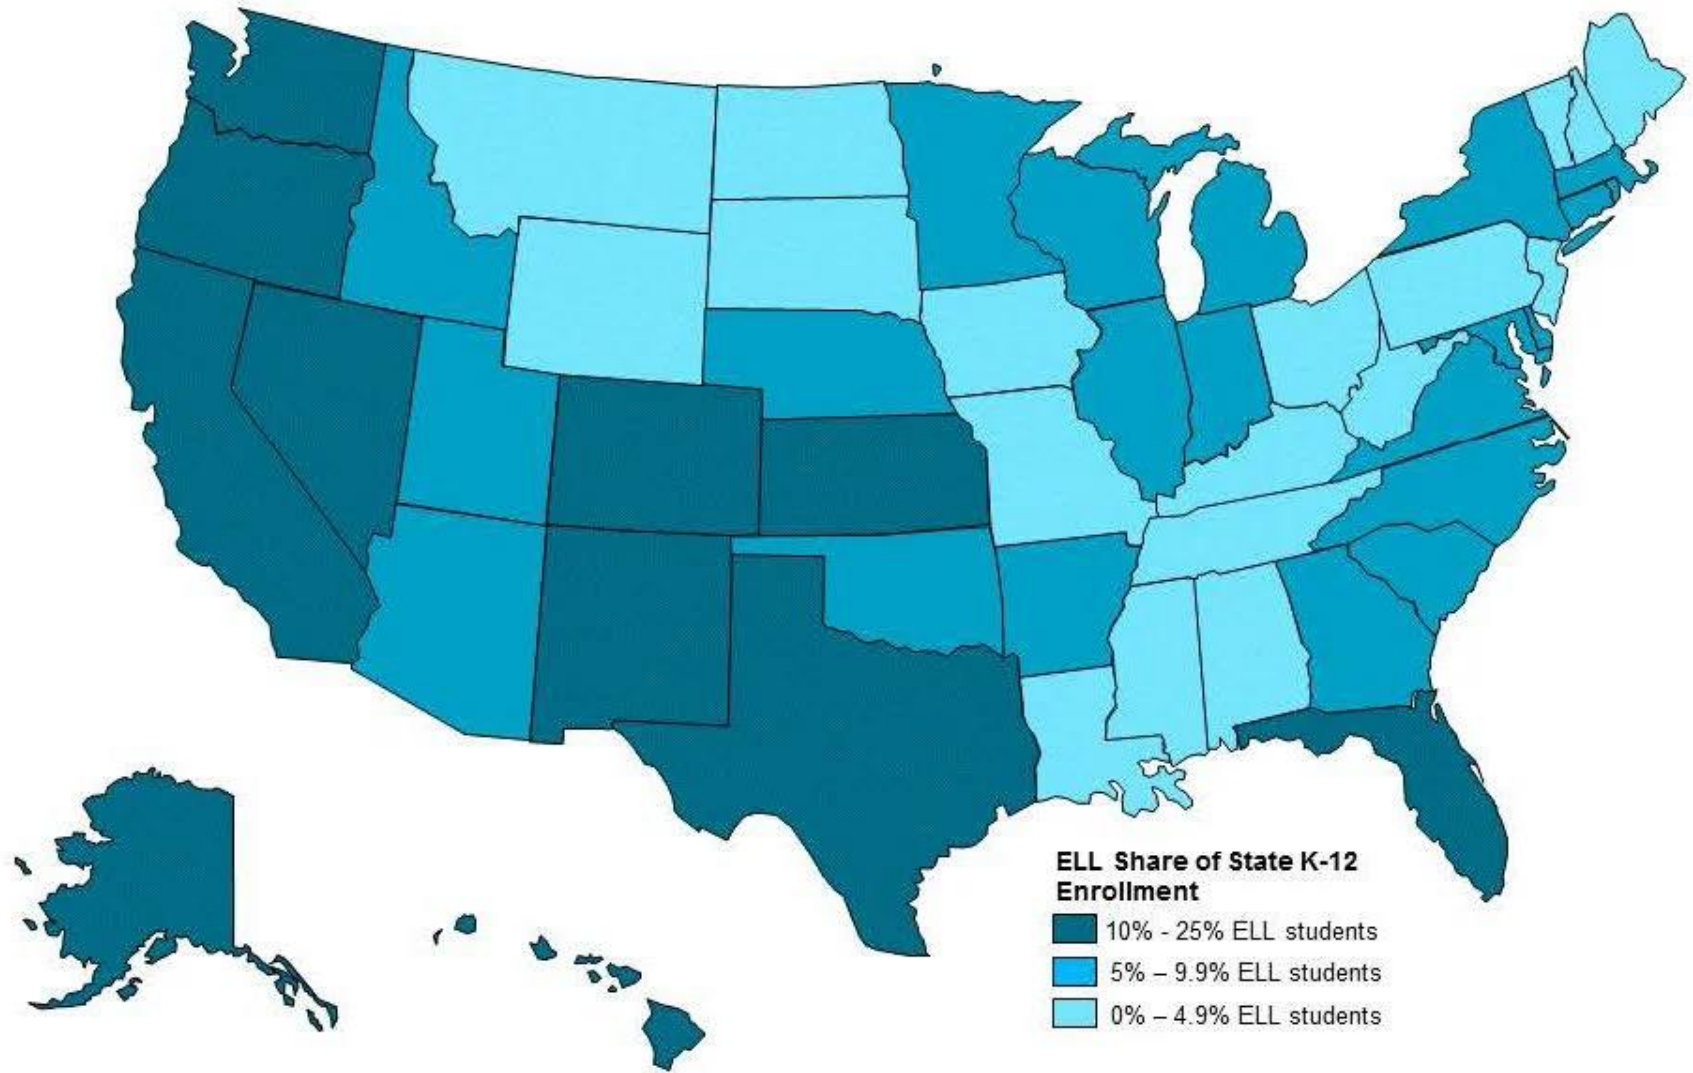 ELL Share of State K-12
Enrollment
10% - 25% ELL students
5% – 9.9% ELL students
0% – 4.9% ELL students